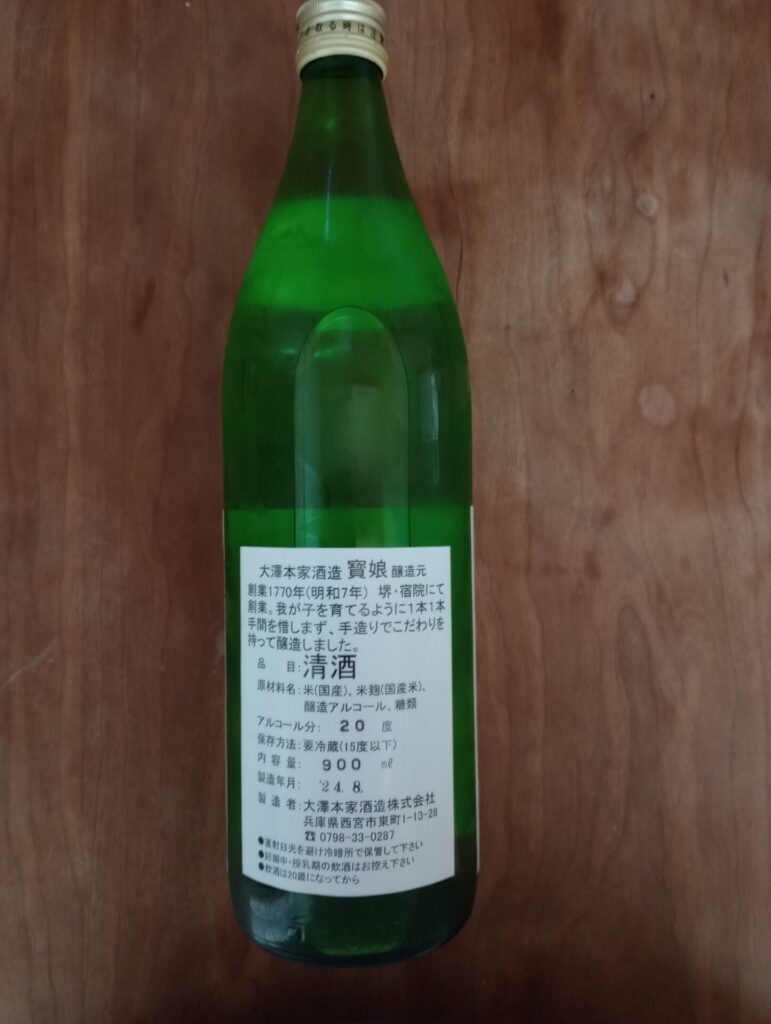 される時は注
大澤本家酒造 寳娘 醸造元
創業1770年(明和7年) 堺・宿院にて
創業。我が子を育てるように1本1本
手間を惜しまず、手造りでこだわりを
持って醸造しました。
品 目:清酒
原材料名:米(国産)、米麹(国産米)、
醸造アルコール、糖類
アルコール分: 20 度
保存方法:要冷蔵(15度以下)
内容量: 900 ㎖
製造年月: '24.8.
製造者:大澤本家酒造株式会社
兵庫県西宮市東町1-13-28
☎0798-33-0287
●直射日光を避け冷暗所で保管して下さい
●妊娠中・授乳期の飲酒はお控え下さい
●飲酒は20歳になってから